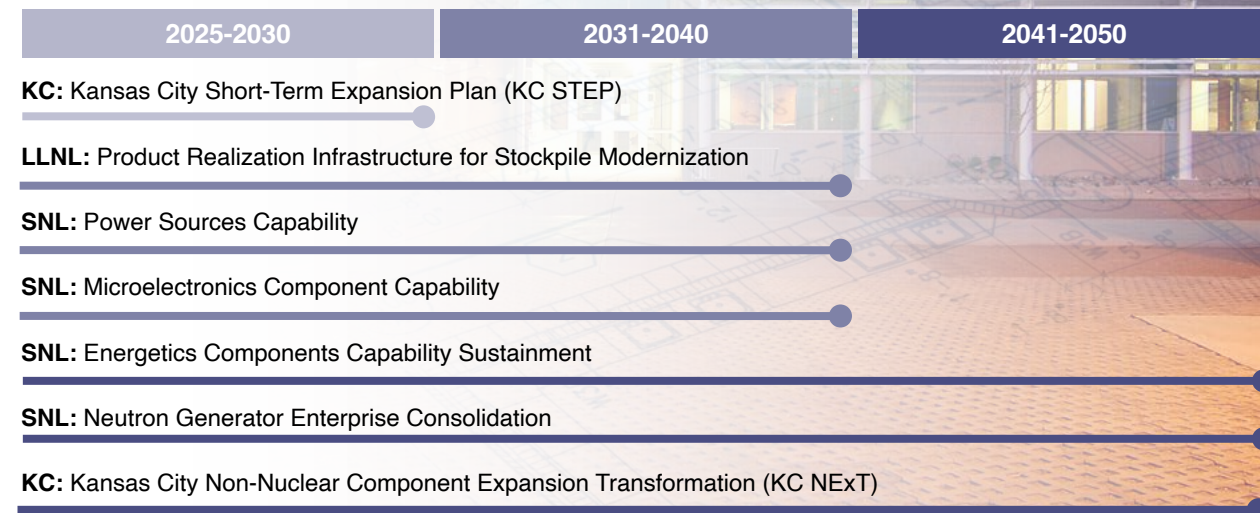 2025-2030 2031-2040 2041-2050
KC: Kansas City Short-Term Expansion Plan (KC STEP)
LLNL: Product Realization Infrastructure for Stockpile Modernization
SNL: Power Sources Capability
SNL: Microelectronics Component Capability
SNL: Energetics Components Capability Sustainment
SNL: Neutron Generator Enterprise Consolidation
KC: Kansas City Non-Nuclear Component Expansion Transformation (KC NExT)